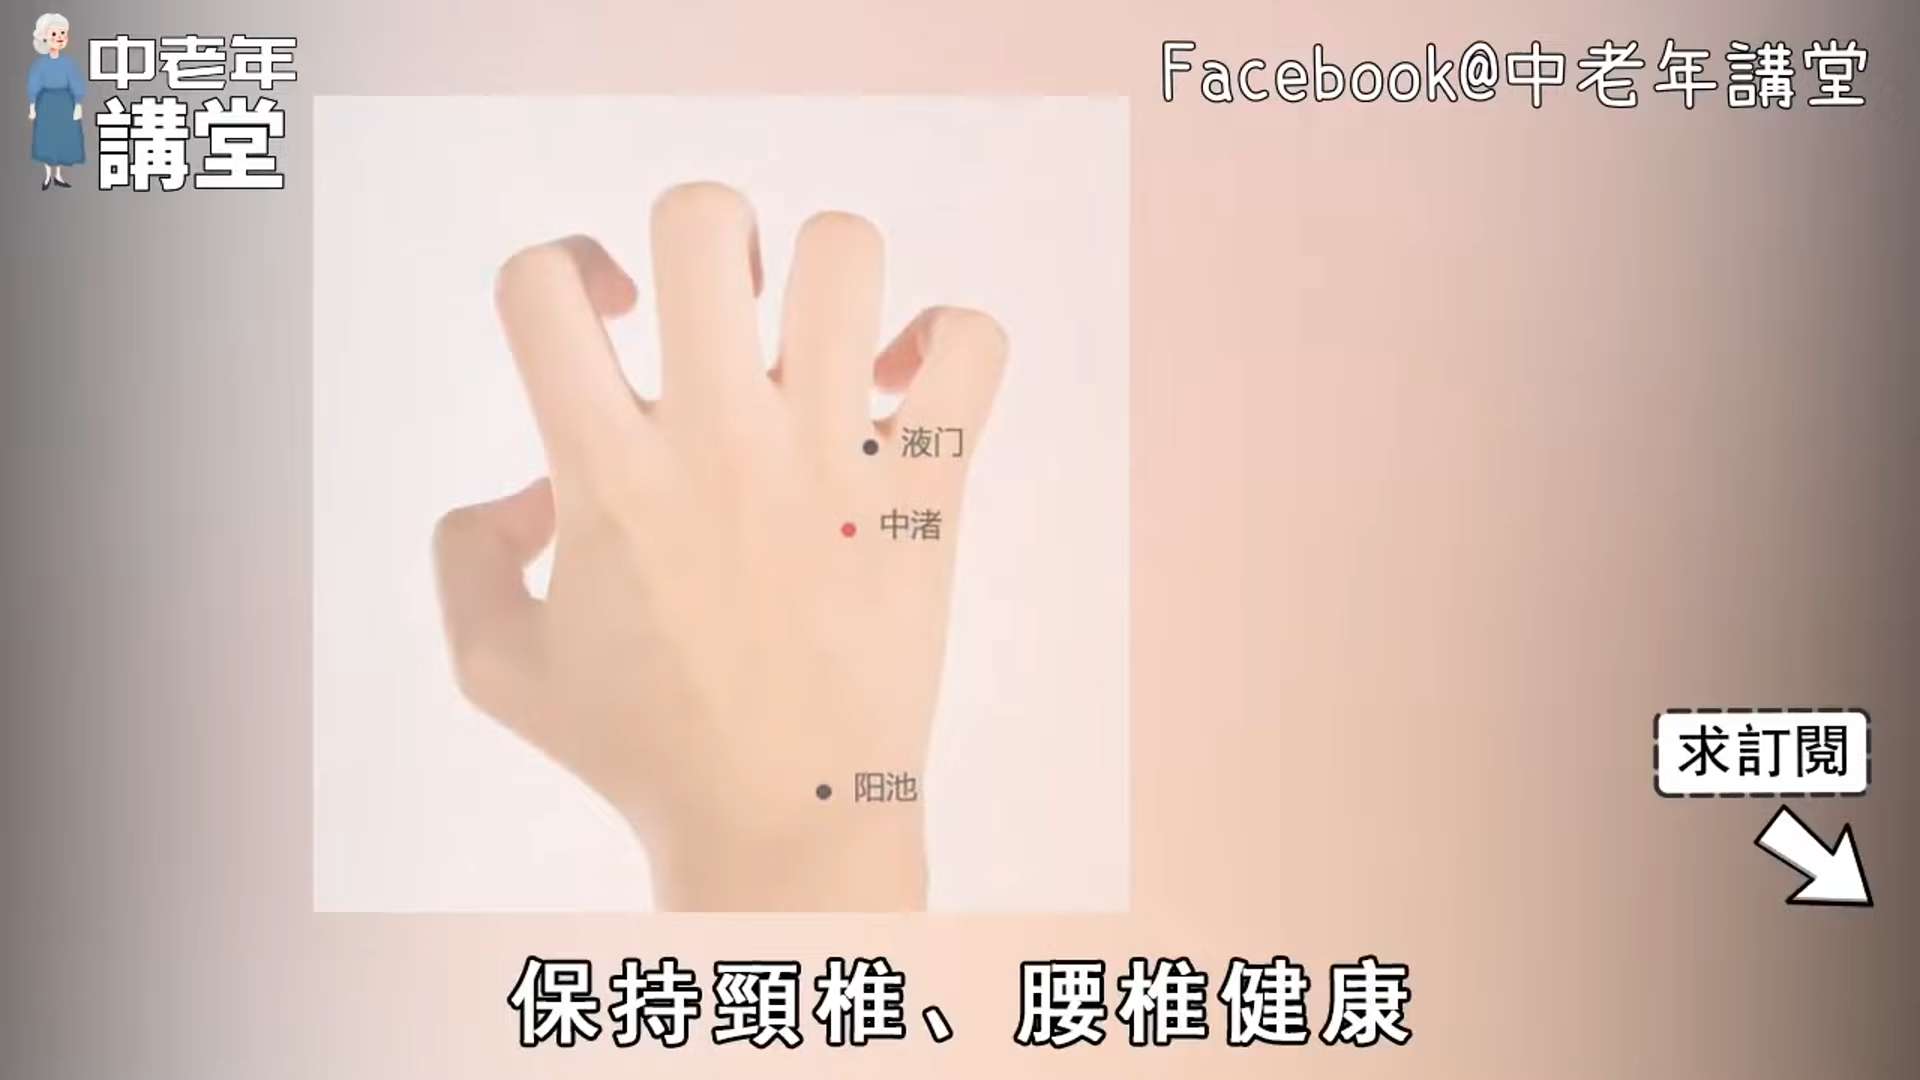 中老年
講堂
Facebook@中老年講堂
液门
中渚
阳池
求訂閱
保持頸椎、腰椎健康